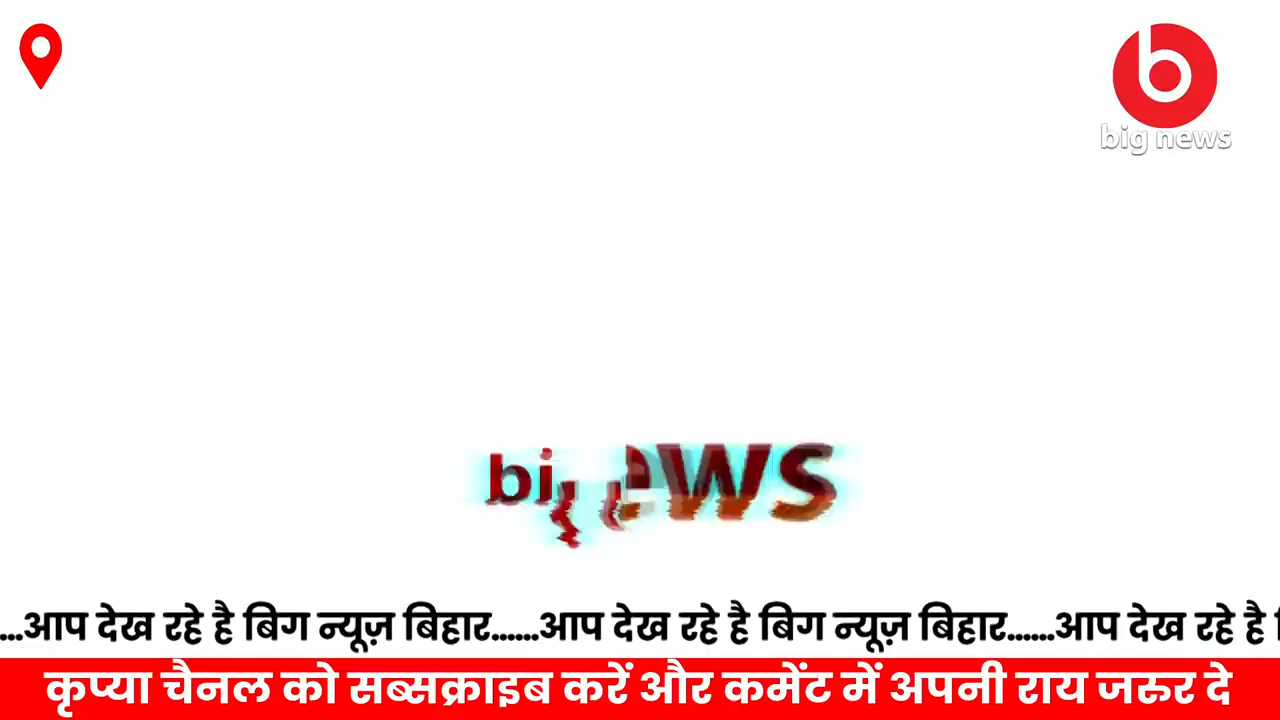 b
big news
...आप देख रहे है बिग न्यूज़ बिहार......आप देख रहे है बिग न्यूज़ बिहार......आप देख रहे है
कृप्या चैनल को सब्सक्राइब करें और कमेंट में अपनी राय जरुर दे